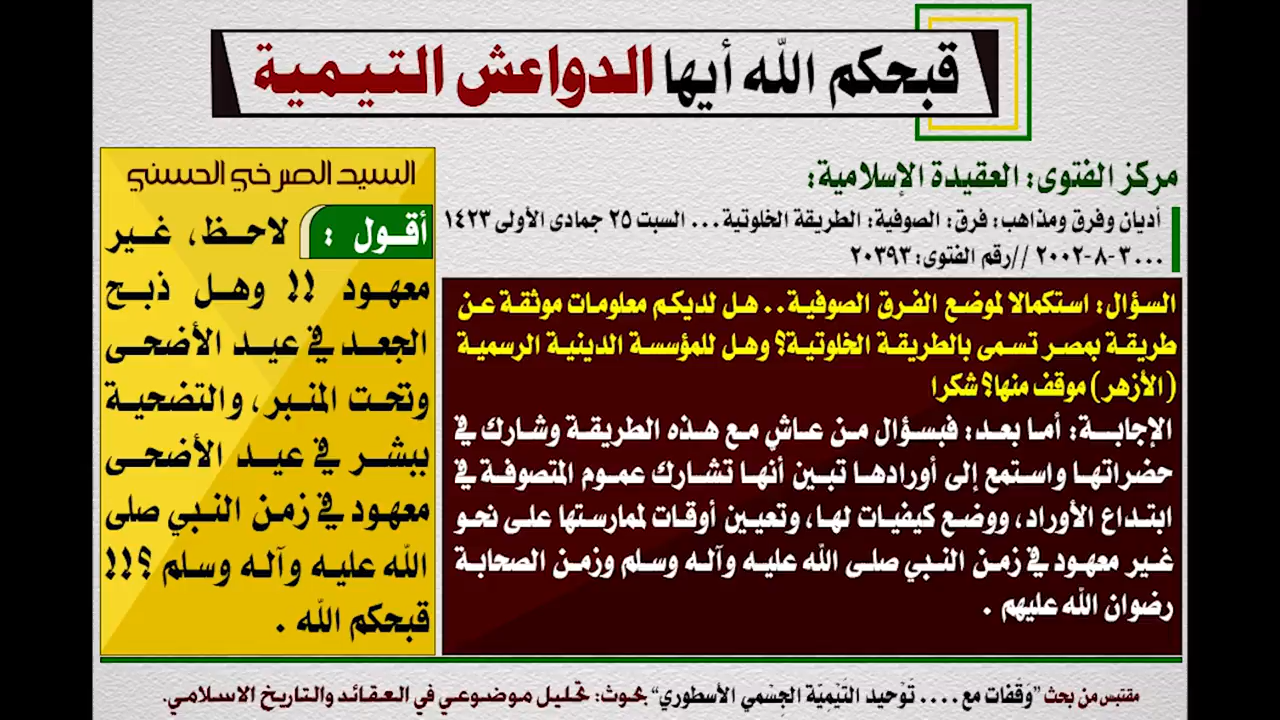 قبحكم الله أيها الدواعش التيمية
مركز الفتوى: العقيدة الإسلامية:
أديان وفرق ومذاهب: فرق: الصوفية: الطريقة الخلوتية... السبت ٢٥ جمادى الأولى ١٤٢٣
... ٣-٨-٢٠٠٢ //رقم الفتوى: ٢٠٣٩٣
السؤال: استكمالا لموضع الفرق الصوفية.. هل لديكم معلومات موثقة عن
طريقة بمصر تسمى بالطريقة الخلوتية؟ وهل للمؤسسة الدينية الرسمية
(الأزهر) موقف منها؟ شكرا
الإجابة: أما بعد: فبسؤال من عاش مع هذه الطريقة وشارك في
حضراتها واستمع إلى أورادها تبين أنها تشارك عموم المتصوفة في
ابتداع الأوراد، ووضع كيفيات لها، وتعيين أوقات لممارستها على نحو
غير معهود في زمن النبي صلى الله عليه وآله وسلم وزمن الصحابة
رضوان الله عليهم .
السيد الصرخي الحسني
أقول : لاحظ، غير
معهود !! وهل ذبح
الجعد في عيد الأضحى
وتحت المنبر، والتضحية
ببشر في عيد الأضحى
معهود في زمن النبي صلى
الله عليه وآله وسلم ؟!!
قبحكم الله .
مقتبس من بحث "وَقَفات مع.... تَوْحيد التَيْمِيّة الجِسْمي الأسطوري" بحوث: تحليل موضوعي في العقائد والتاريخ الاسلامي.